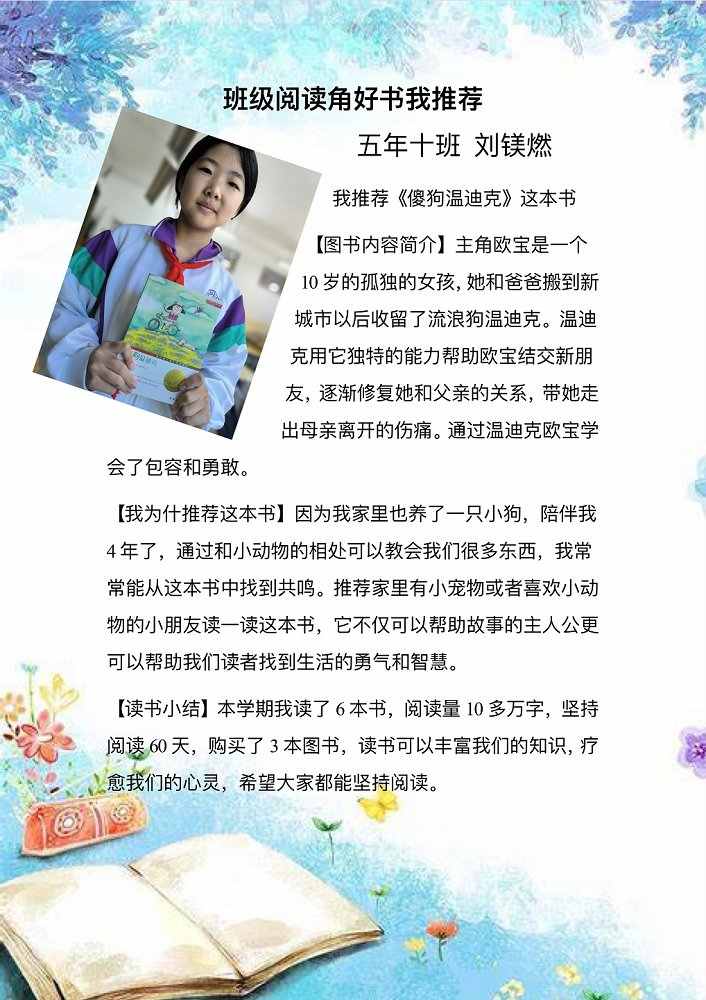 班级阅读角好书我推荐
五年十班 刘镁燃
我推荐《傻狗温迪克》这本书
【图书内容简介】主角欧宝是一个
10 岁的孤独的女孩,她和爸爸搬到新
城市以后收留了流浪狗温迪克。温迪
克用它独特的能力帮助欧宝结交新朋
友,逐渐修复她和父亲的关系,带她走
出母亲离开的伤痛。通过温迪克欧宝学
会了包容和勇敢。
【我为什推荐这本书】因为我家里也养了一只小狗,陪伴我
4 年了,通过和小动物的相处可以教会我们很多东西,我常
常能从这本书中找到共鸣。推荐家里有小宠物或者喜欢小动
物的小朋友读一读这本书,它不仅可以帮助故事的主人公更
可以帮助我们读者找到生活的勇气和智慧。
【读书小结】本学期我读了 6 本书,阅读量 10 多万字,坚持
阅读 60 天,购买了 3 本图书,读书可以丰富我们的知识,疗
愈我们的心灵,希望大家都能坚持阅读。